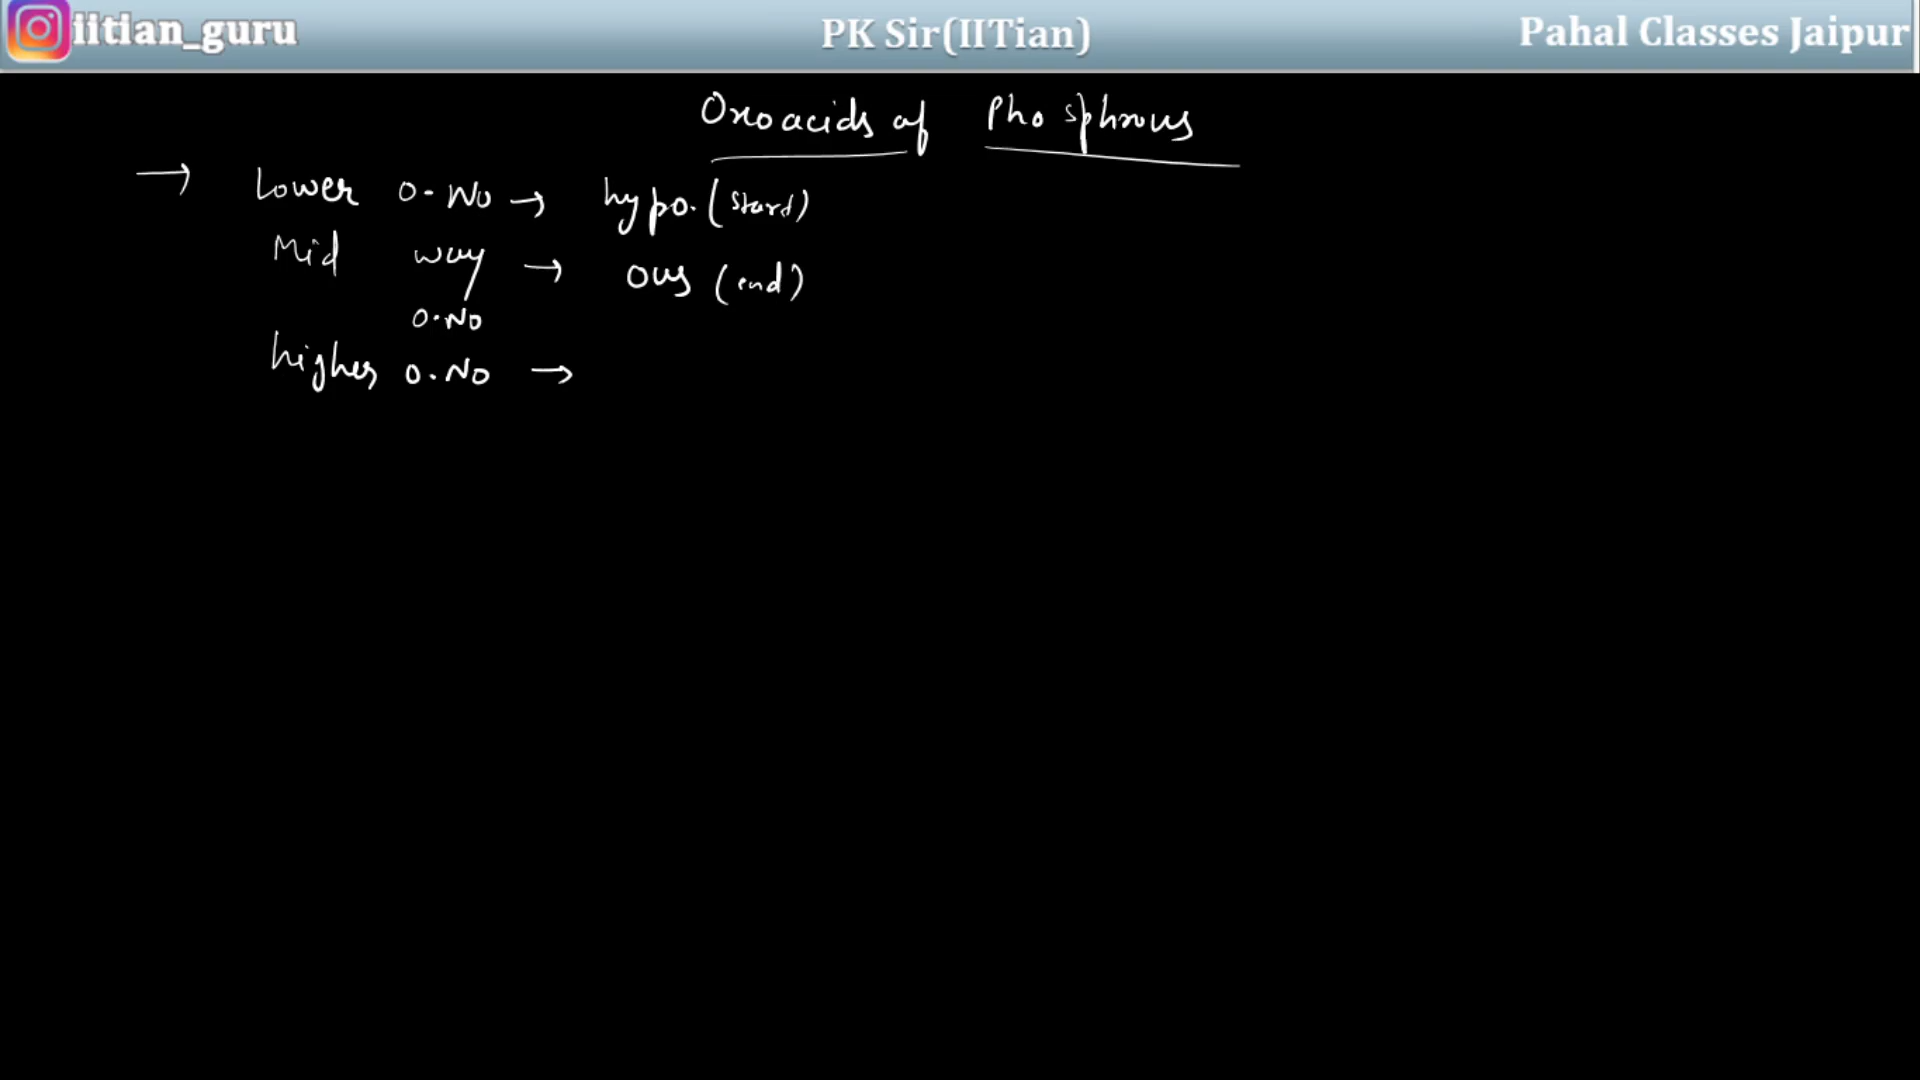 iitian_guru PK Sir(IITian) Pahal Classes Jaipur
Oxoacids of Phosphrous
→ Lower O.No → hypo. (start)
Mid way → ous (end)
O.No
higher O.No →